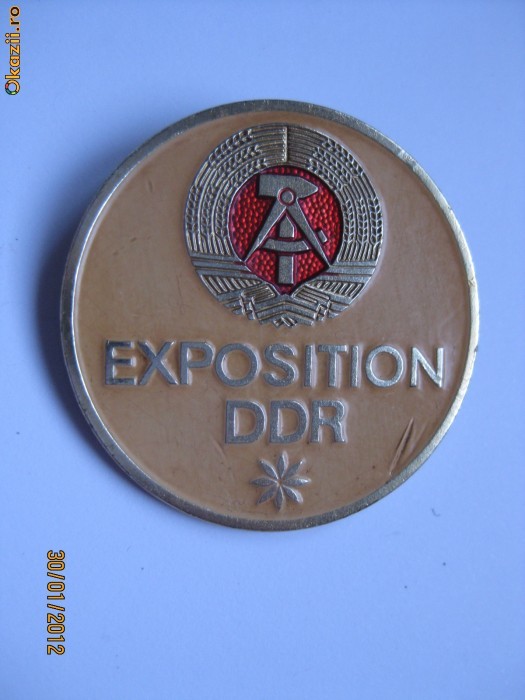 Okazii.ro
EXPOSITION
DDR
30/01/2012